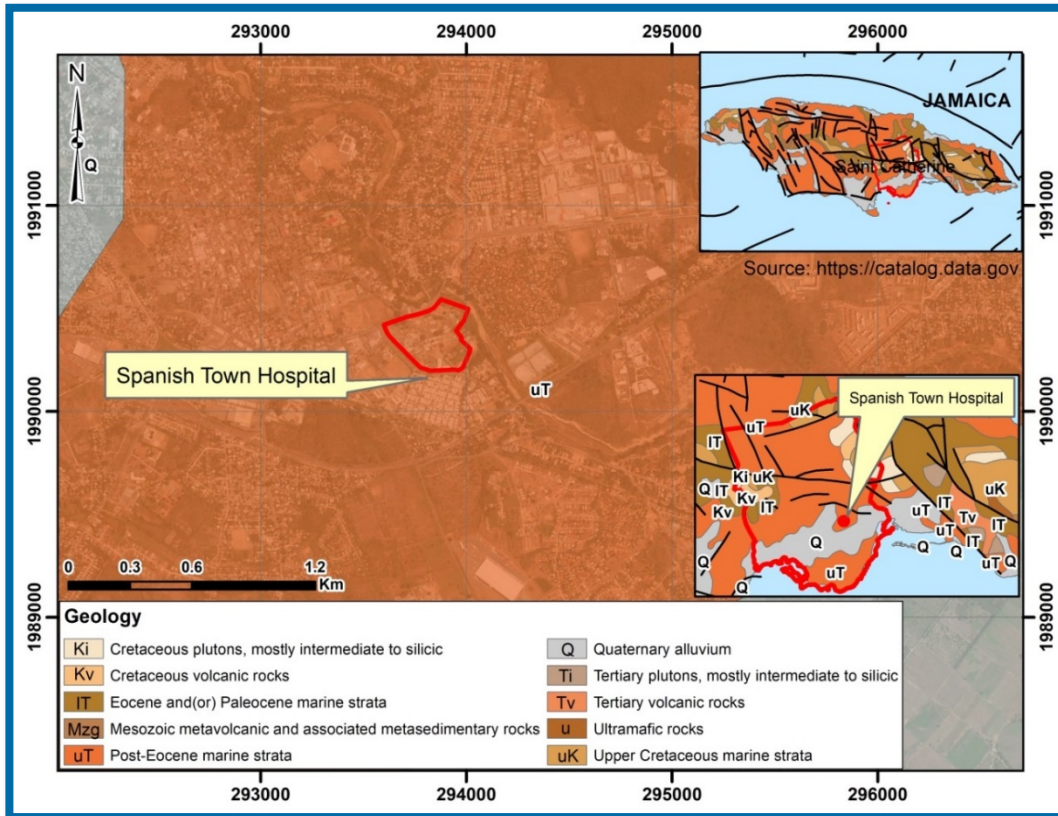 293000 294000 295000 296000
N
Q
JAMAICA
Saint Catherine
1991000 1991000
Source: https://catalog.data.gov
Spanish Town Hospital
uT
1990000 1990000
Spanish Town Hospital
uK
uT
IT
Ki uK
Q IT Kv
Kv IT
Q
uT
Q
Q
uT
IT
uK
Tv
uT
IT
Q
Q
IT
uT
Q
0 0.3 0.6 1.2
Km
1989000 1989000
Geology
Ki Cretaceous plutons, mostly intermediate to silicic
Kv Cretaceous volcanic rocks
IT Eocene and(or) Paleocene marine strata
Mzg Mesozoic metavolcanic and associated metasedimentary rocks
uT Post-Eocene marine strata
Q Quaternary alluvium
Ti Tertiary plutons, mostly intermediate to silicic
Tv Tertiary volcanic rocks
u Ultramafic rocks
uK Upper Cretaceous marine strata
293000 294000 295000 296000